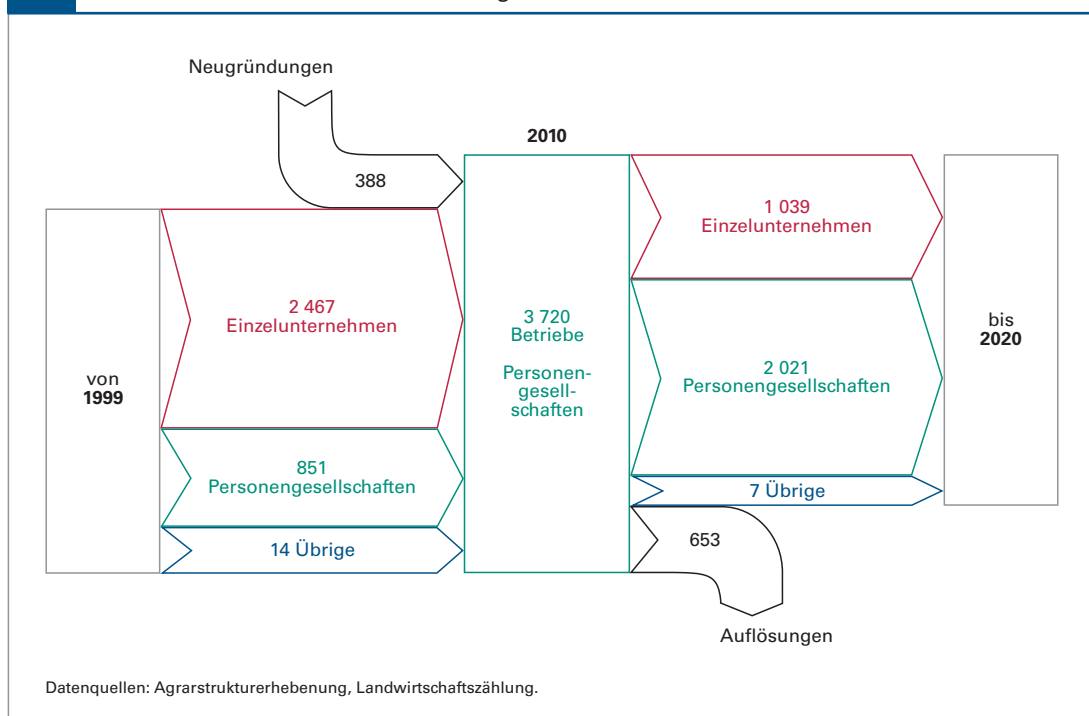 Neugründungen
2010
388
1 039
Einzelunternehmen
2 467
Einzelunternehmen
3 720
Betriebe
Personen-
gesell-
schaften
bis
2020
von
1999
2 021
Personengesellschaften
851
Personengesellschaften
7 Übrige
14 Übrige
653
Auflösungen
Datenquellen: Agrarstrukturerhebenung, Landwirtschaftszählung.